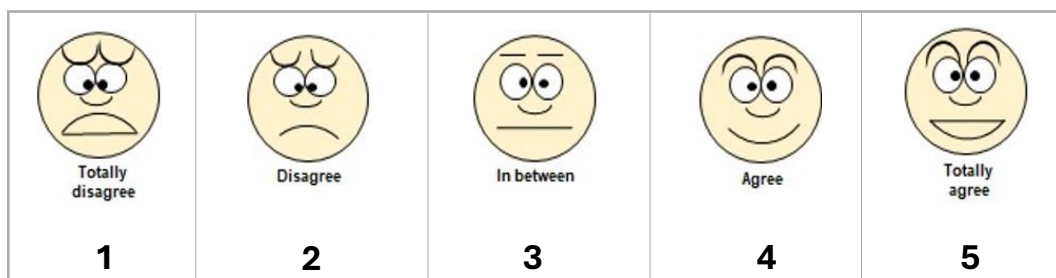 Totally
disagree
Disagree
In between
Agree
Totally
agree
1 2 3 4 5